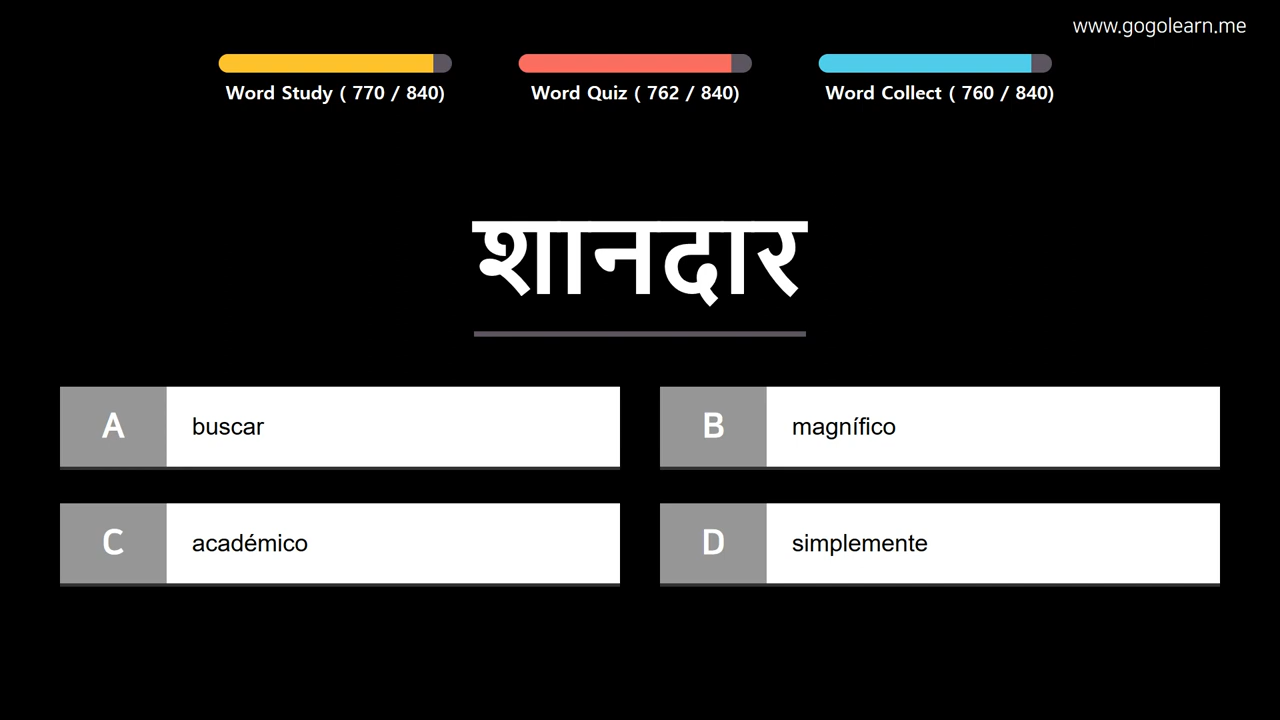 www.gogolearn.me
Word Study ( 770 / 840)
Word Quiz ( 762 / 840)
Word Collect ( 760 / 840)
शानदार
A buscar
B magnífico
C académico
D simplemente